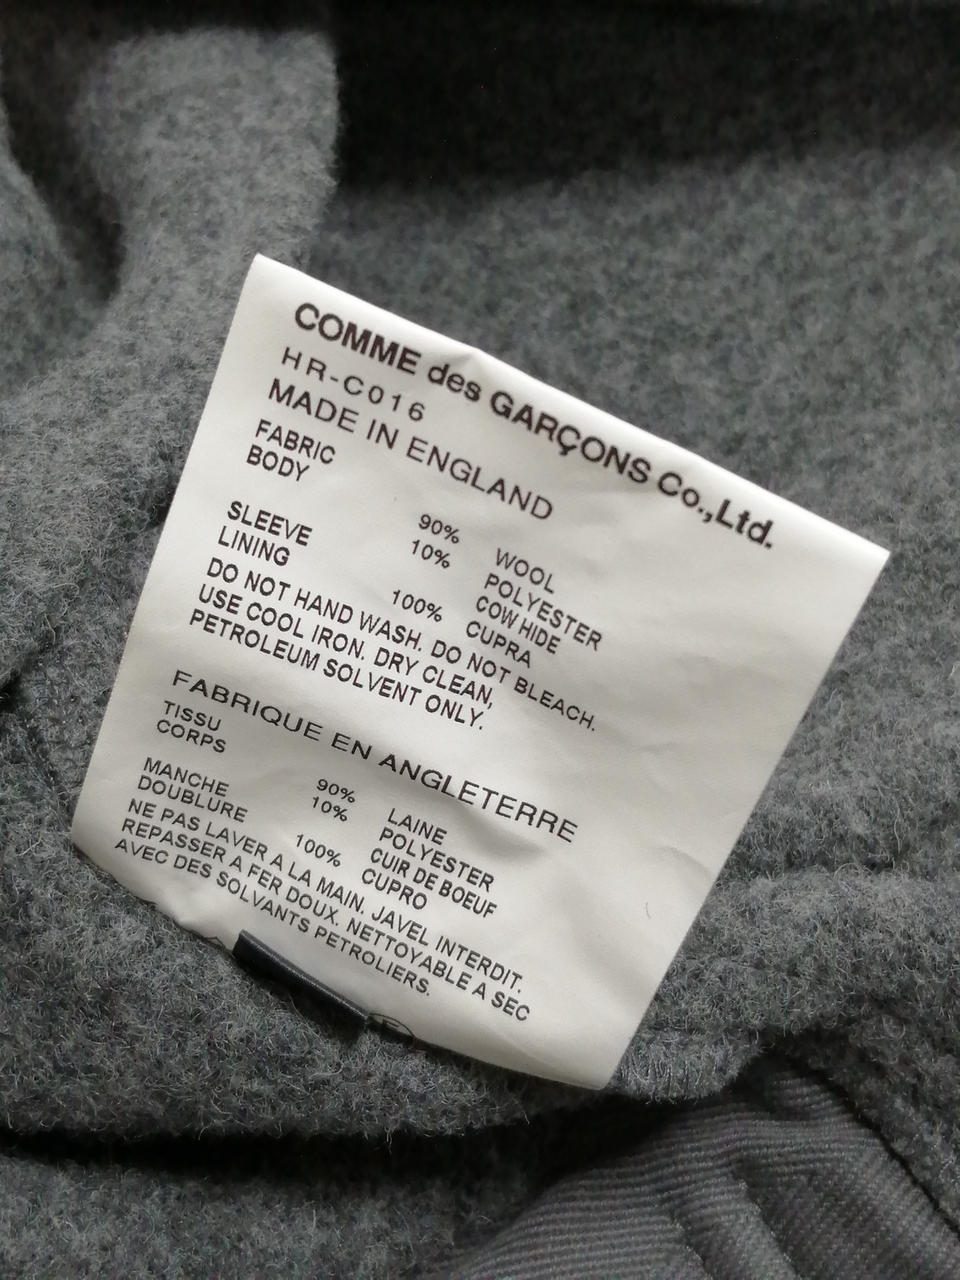 COMME des GARÇONS Co.,Ltd.
HR-C016
MADE IN ENGLAND
FABRIC
BODY 90% WOOL
10% POLYESTER
SLEEVE COW HIDE
LINING 100% CUPRA
DO NOT HAND WASH. DO NOT BLEACH.
USE COOL IRON. DRY CLEAN,
PETROLEUM SOLVENT ONLY.
FABRIQUE EN ANGLETERRE
TISSU
CORPS 90% LAINE
10% POLYESTER
MANCHE CUIR DE BOEUF
DOUBLURE 100% CUPRO
NE PAS LAVER A LA MAIN. JAVEL INTERDIT.
REPASSER A FER DOUX. NETTOYABLE A SEC
AVEC DES SOLVANTS PETROLIERS.